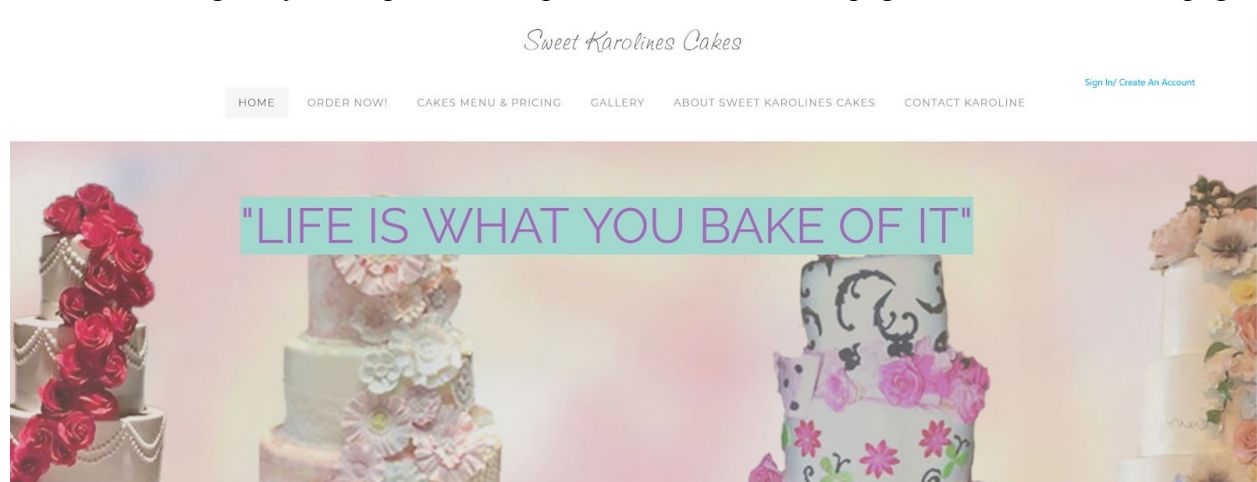 Sweet Karolines Cakes
Sign In/ Create An Account
HOME ORDER NOW! CAKES MENU & PRICING GALLERY ABOUT SWEET KAROLINES CAKES CONTACT KAROLINE
"LIFE IS WHAT YOU BAKE OF IT"